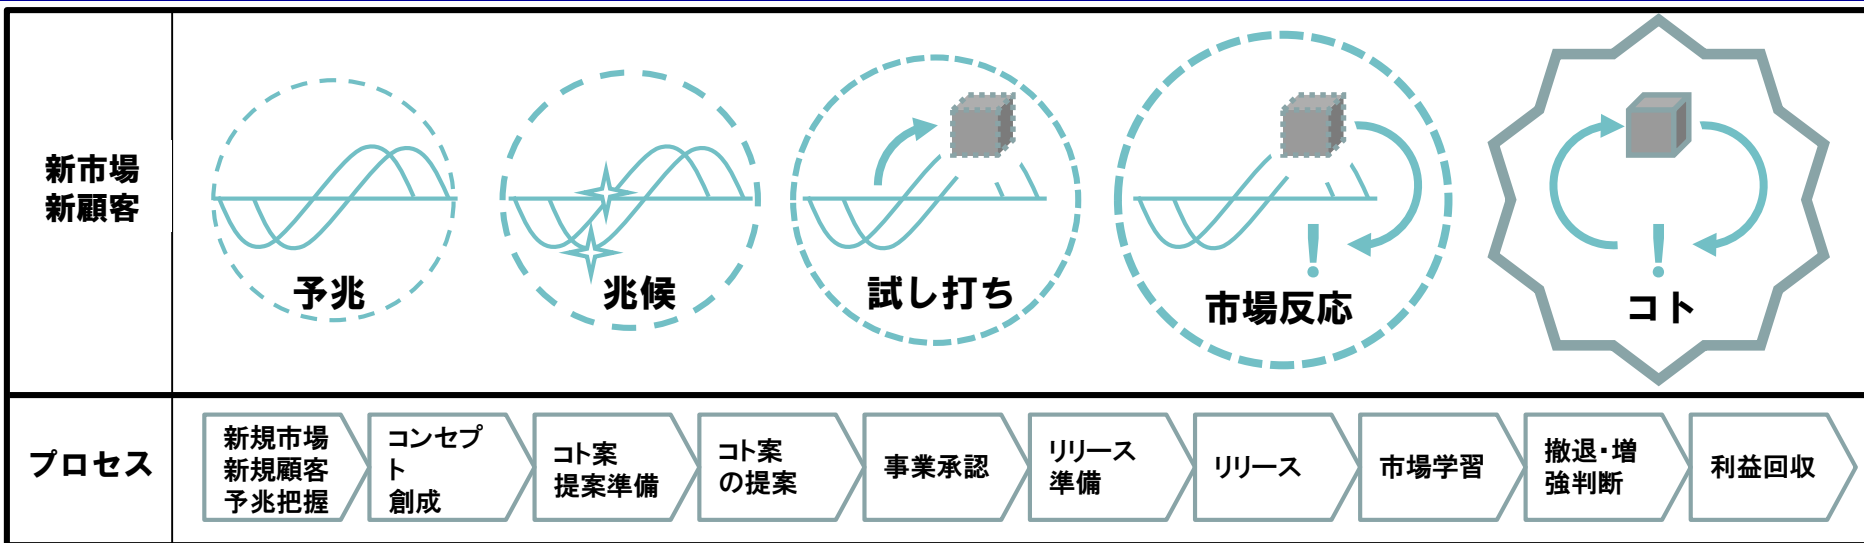 新市場
新顧客
予兆
兆候
試し打ち
市場反応
コト
!
!
プロセス
新規市場
新規顧客
予兆把握
コンセプ
ト
創成
コト案
提案準備
コト案
の提案
事業承認
リリース
準備
リリース
市場学習
撤退・増
強判断
利益回収